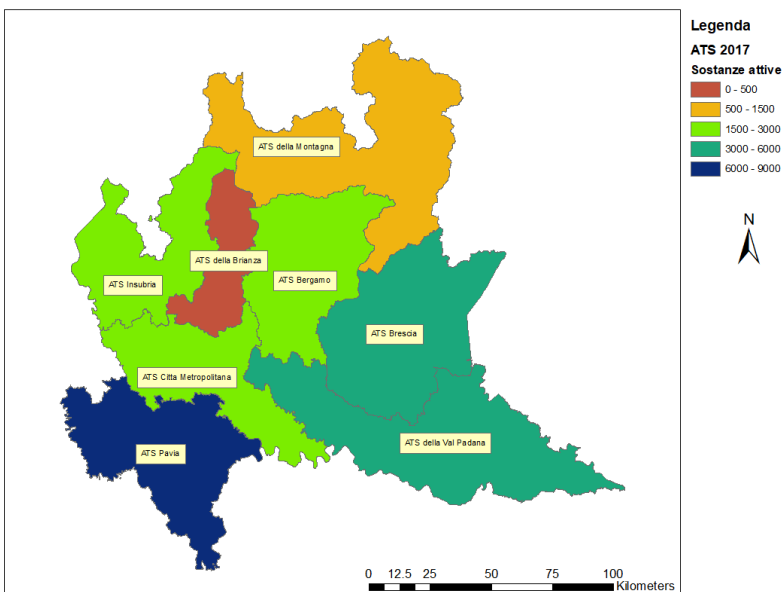 Legenda
ATS 2017
Sostanze attive
0 - 500
500 - 1500
1500 - 3000
3000 - 6000
6000 - 9000
N
ATS della Montagna
ATS della Brianza
ATS Insubria
ATS Bergamo
ATS Brescia
ATS Citta Metropolitana
ATS della Val Padana
ATS Pavia
0 12.5 25 50 75 100
Kilometers